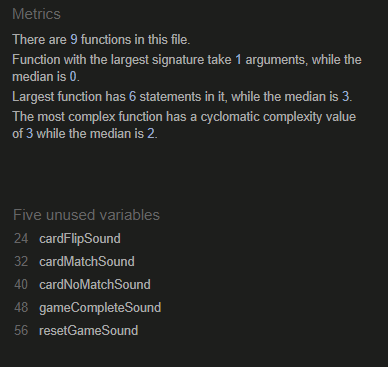 Metrics
There are 9 functions in this file.
Function with the largest signature take 1 arguments, while the
median is 0.
Largest function has 6 statements in it, while the median is 3.
The most complex function has a cyclomatic complexity value
of 3 while the median is 2.
Five unused variables
24 cardFlipSound
32 cardMatchSound
40 cardNoMatchSound
48 gameCompleteSound
56 resetGameSound